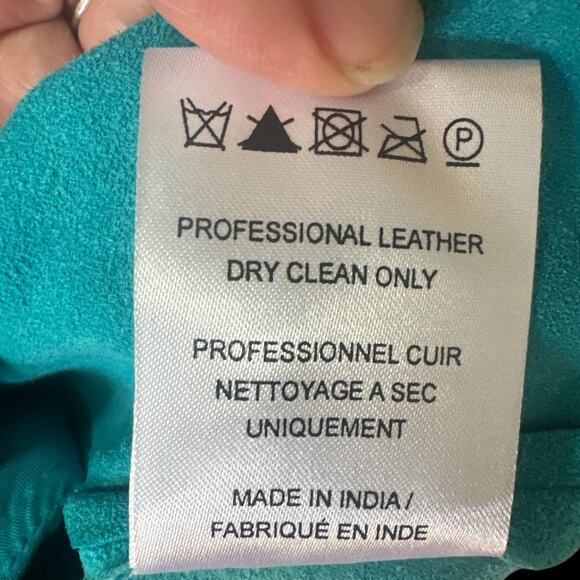 P
PROFESSIONAL LEATHER
DRY CLEAN ONLY
PROFESSIONNEL CUIR
NETTOYAGE A SEC
UNIQUEMENT
MADE IN INDIA /
FABRIQUÉ EN INDE